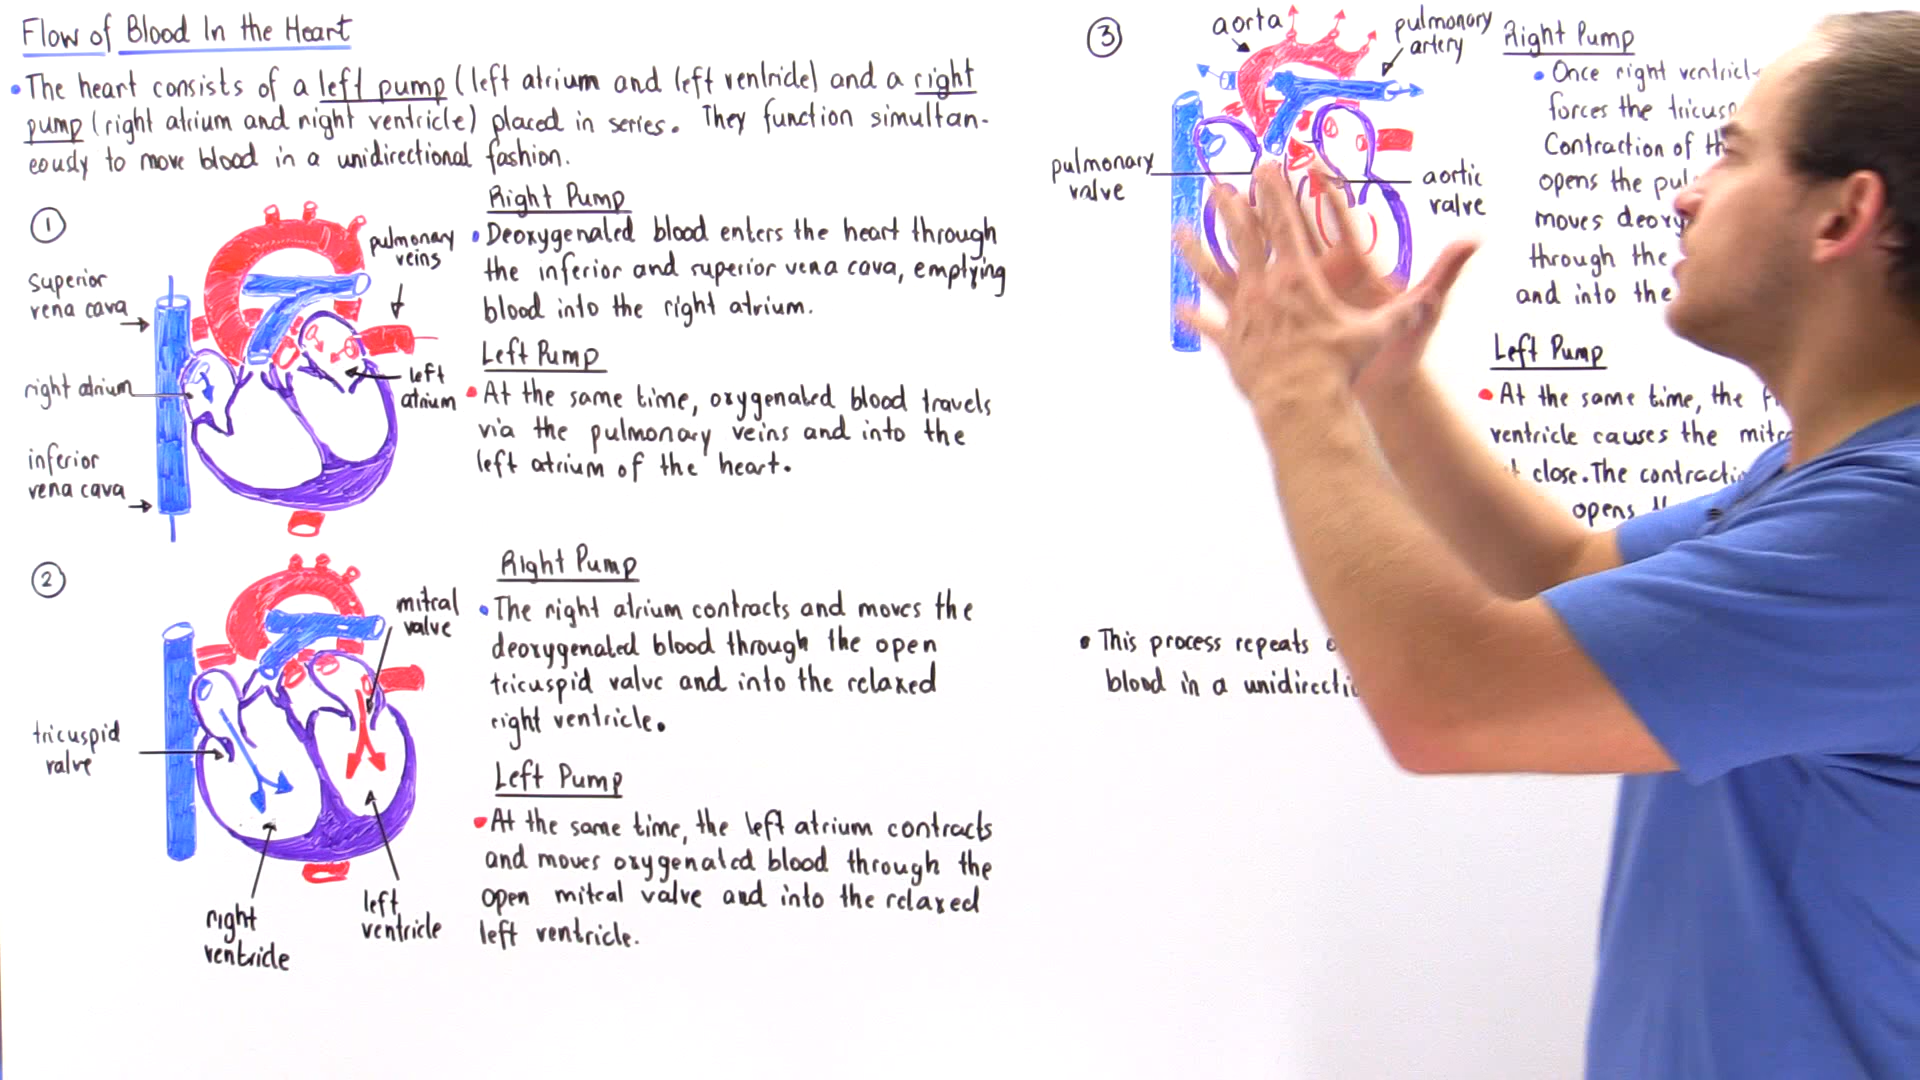 Flow of Blood In the Heart
• The heart consists of a left pump (left atrium and left ventricle) and a right
pump (right atrium and right ventricle) placed in series. They function simultan-
eously to move blood in a unidirectional fashion.
1
superior
vena cava
right atrium
inferior
vena cava
pulmonary
veins
left
atrium
Right Pump
• Deoxygenated blood enters the heart through
the inferior and superior vena cava, emptying
blood into the right atrium.
Left Pump
• At the same time, oxygenated blood travels
via the pulmonary veins and into the
left atrium of the heart.
2
mitral
valve
tricuspid
valve
right
ventricle
left
ventricle
Right Pump
• The right atrium contracts and moves the
deoxygenated blood through the open
tricuspid valve and into the relaxed
right ventricle.
Left Pump
• At the same time, the left atrium contracts
and moves oxygenated blood through the
open mitral valve and into the relaxed
left ventricle.
3
aorta
pulmonary
artery
pulmonary
valve
aortic
valve
Right Pump
• Once right
forces the
Contraction of
opens the
moves
through the
and into the
Left Pump
• At the same time, the
ventricle causes the
close. The
opens
• This process repeats
blood in a